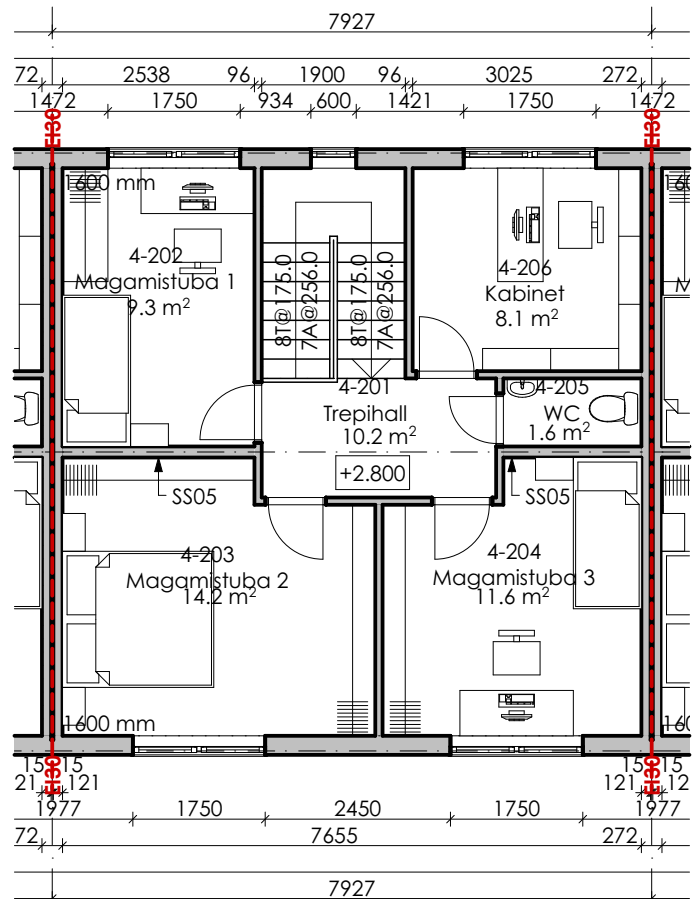 7927
72 2538 96 1900 96 3025 272
1472 1750 934 600 1421 1750 1472
1600 mm
4-202
Magamistuba 1
9.3 m²
8T@175.0
7A@256.0
8T@175.0
7A@256.0
4-206
Kabinet
8.1 m²
4-201
Trepihall
10.2 m²
4-205
WC
1.6 m²
+2.800
SS05
SS05
4-203
Magamistuba 2
14.2 m²
4-204
Magamistuba 3
11.6 m²
1600 mm
15 15 15 15
21 121 121 12
1977 1750 2450 1750 1977
72 7655 272
7927